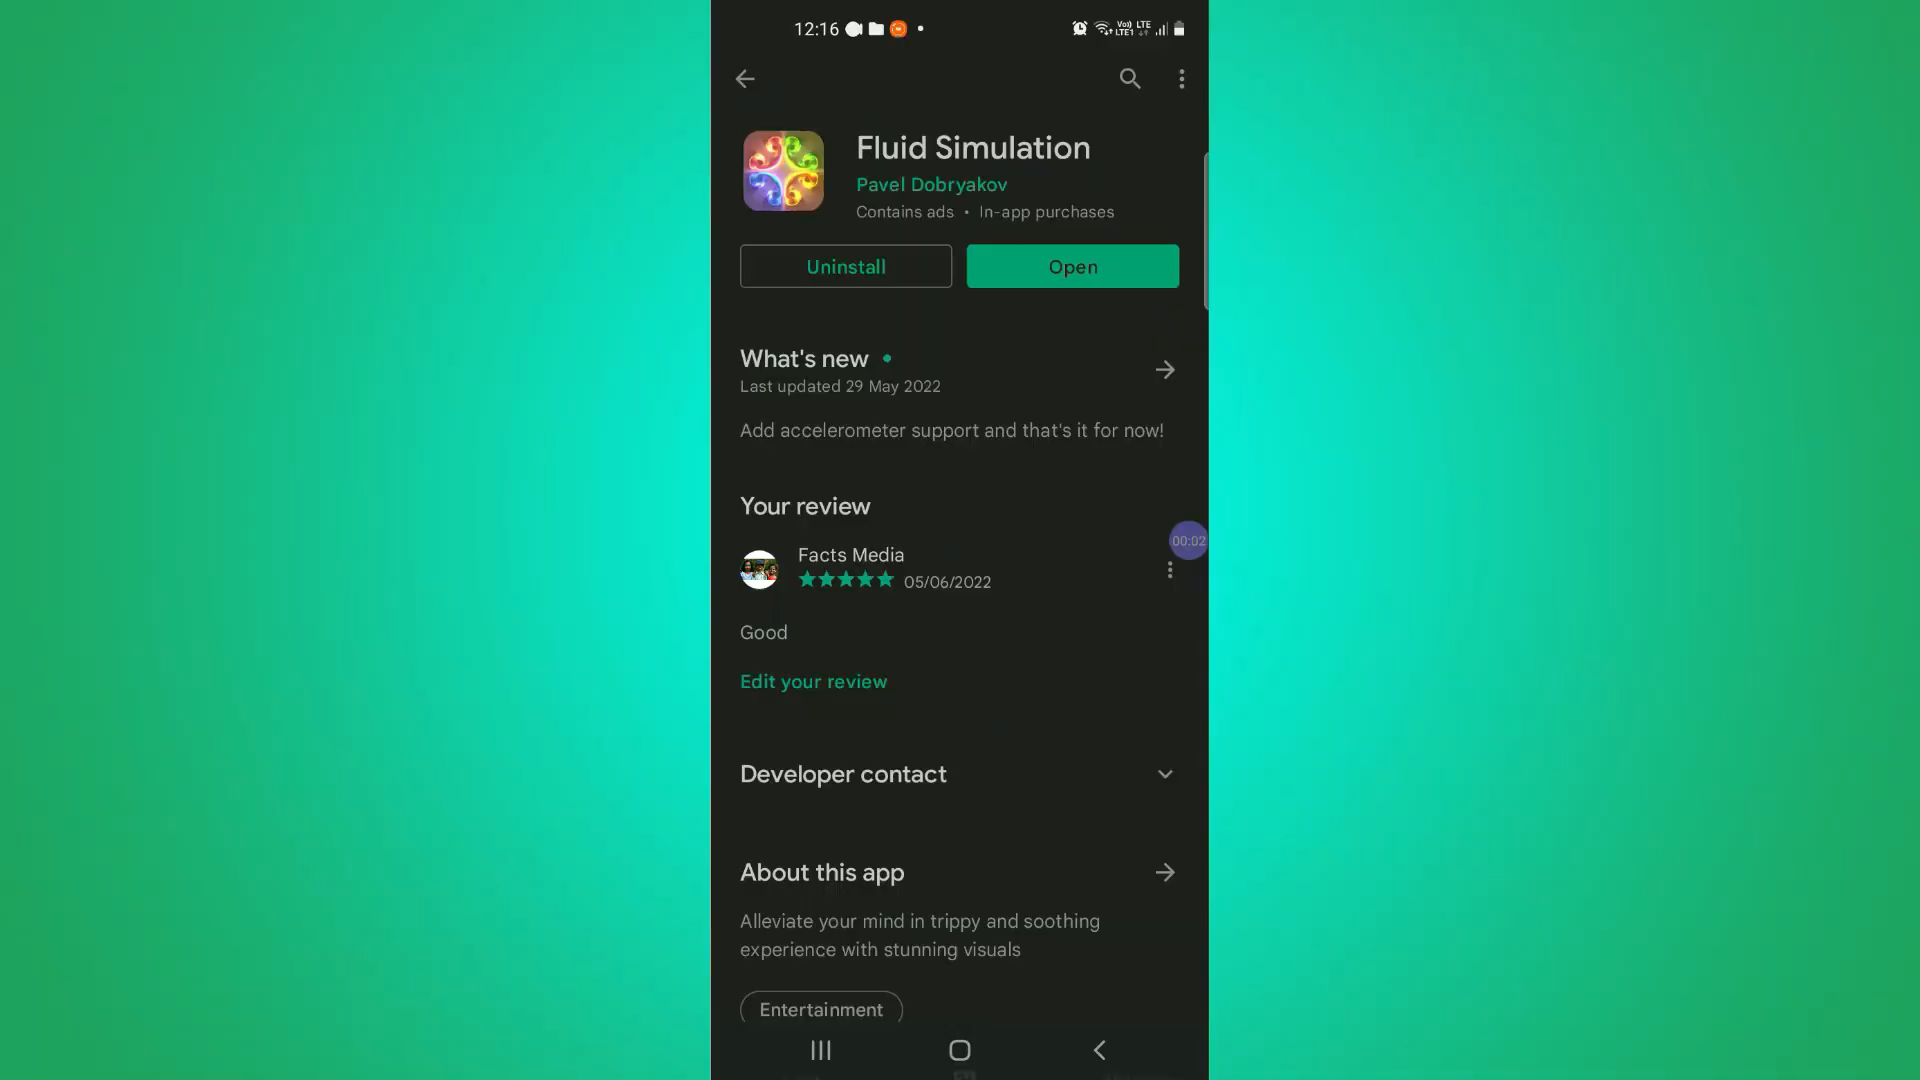 12:16
Vo) LTE
LTE1
Fluid Simulation
Pavel Dobryakov
Contains ads • In-app purchases
Uninstall
Open
What's new
Last updated 29 May 2022
Add accelerometer support and that's it for now!
Your review
00:02
Facts Media
05/06/2022
Good
Edit your review
Developer contact
About this app
Alleviate your mind in trippy and soothing
experience with stunning visuals
Entertainment